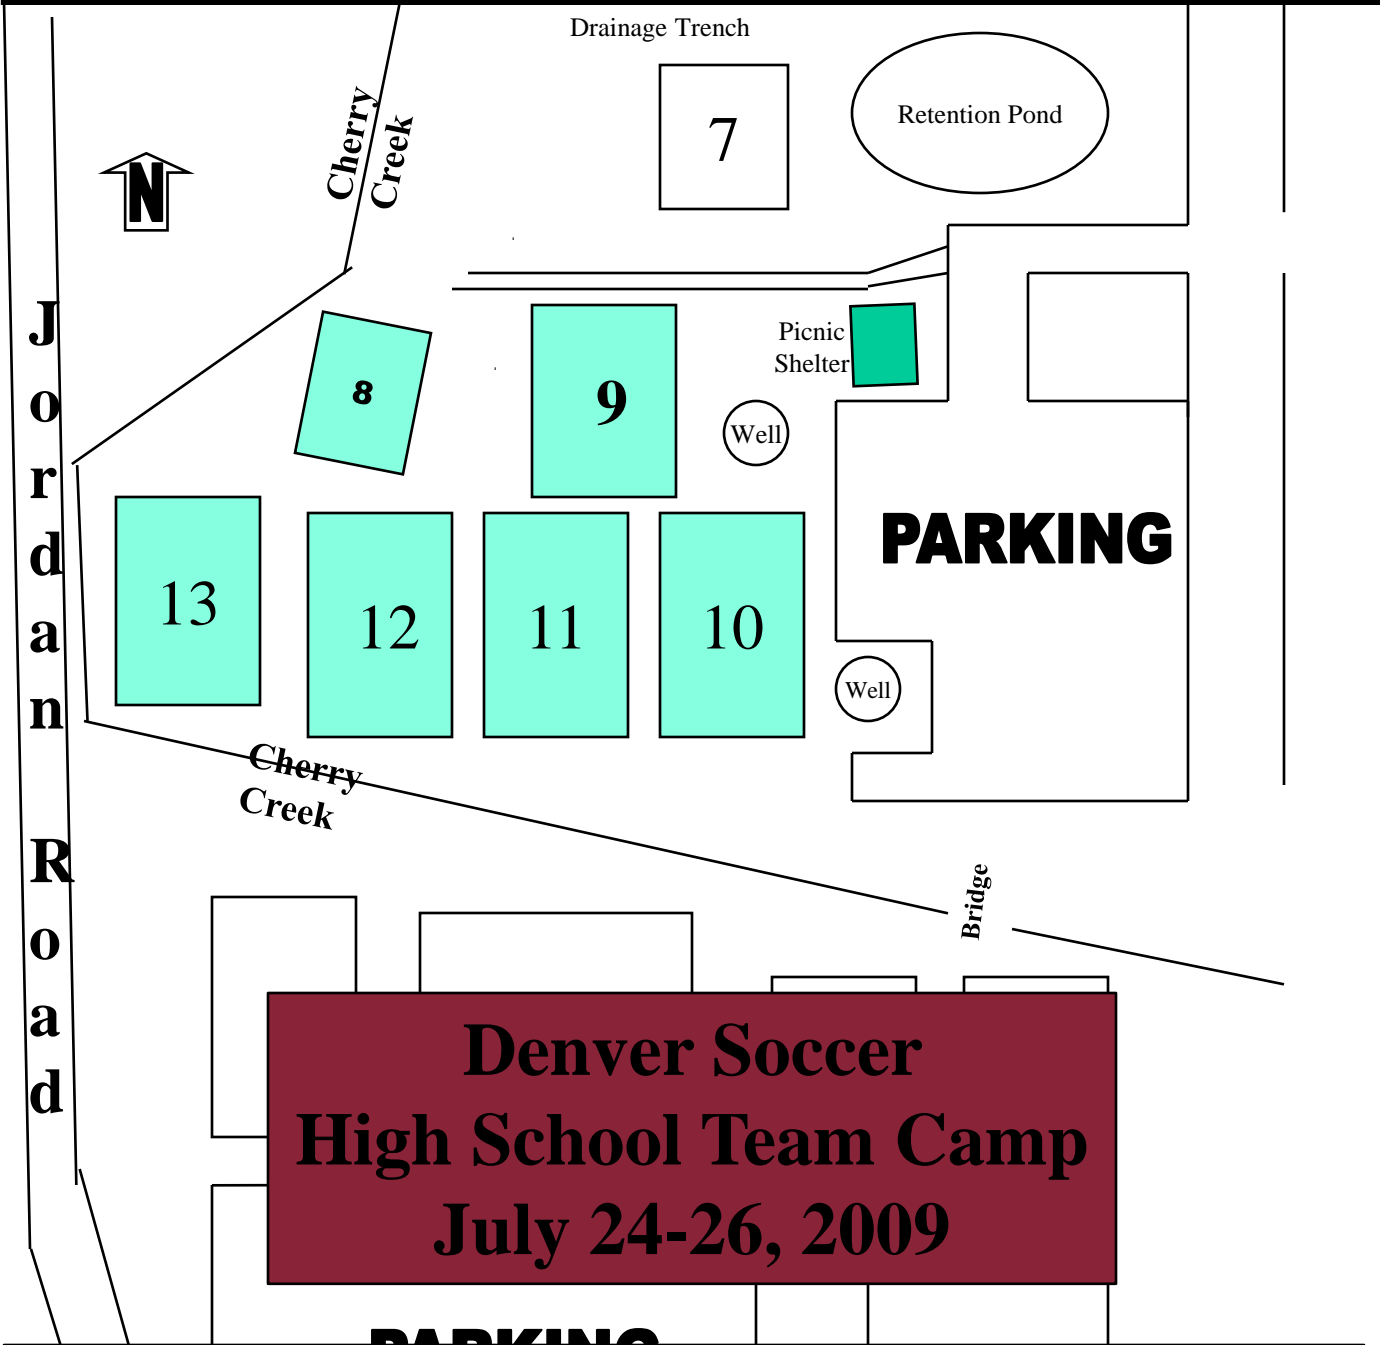 Drainage Trench
Cherry
Creek
7
Retention Pond
N
Jordan Road
8
9
Picnic
Shelter
Well
PARKING
13
12
11
10
Well
Cherry
Creek
Bridge
Denver Soccer
High School Team Camp
July 24-26, 2009
PARKING